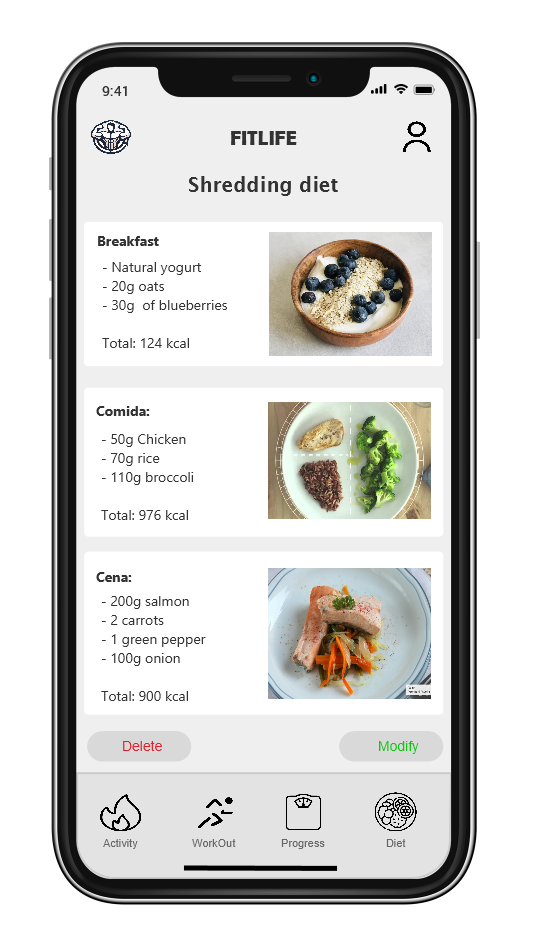 9:41
FITLIFE
Shredding diet
Breakfast
- Natural yogurt
- 20g oats
- 30g of blueberries
Total: 124 kcal
Comida:
- 50g Chicken
- 70g rice
- 110g broccoli
Total: 976 kcal
Cena:
- 200g salmon
- 2 carrots
- 1 green pepper
- 100g onion
Total: 900 kcal
Delete
Modify
Activity
WorkOut
Progress
Diet